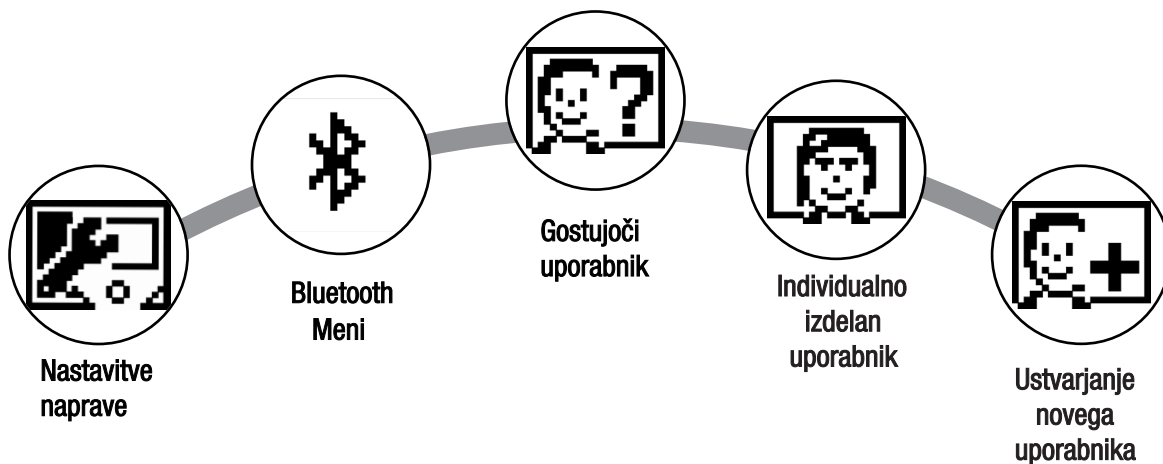 Nastavitve
naprave
Bluetooth
Meni
Gostujoči
uporabnik
Individualno
izdelan
uporabnik
Ustvarjanje
novega
uporabnika